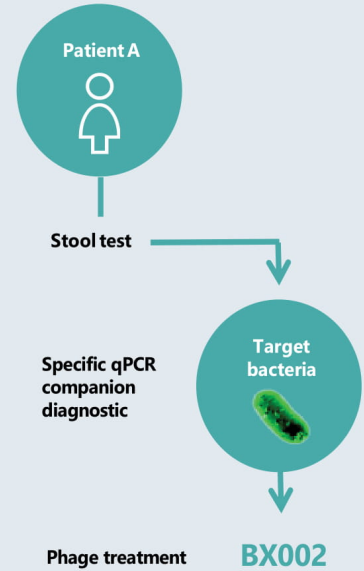 Patient A
Stool test
Target
bacteria
Specific qPCR
companion
diagnostic
Phage treatment
BX002